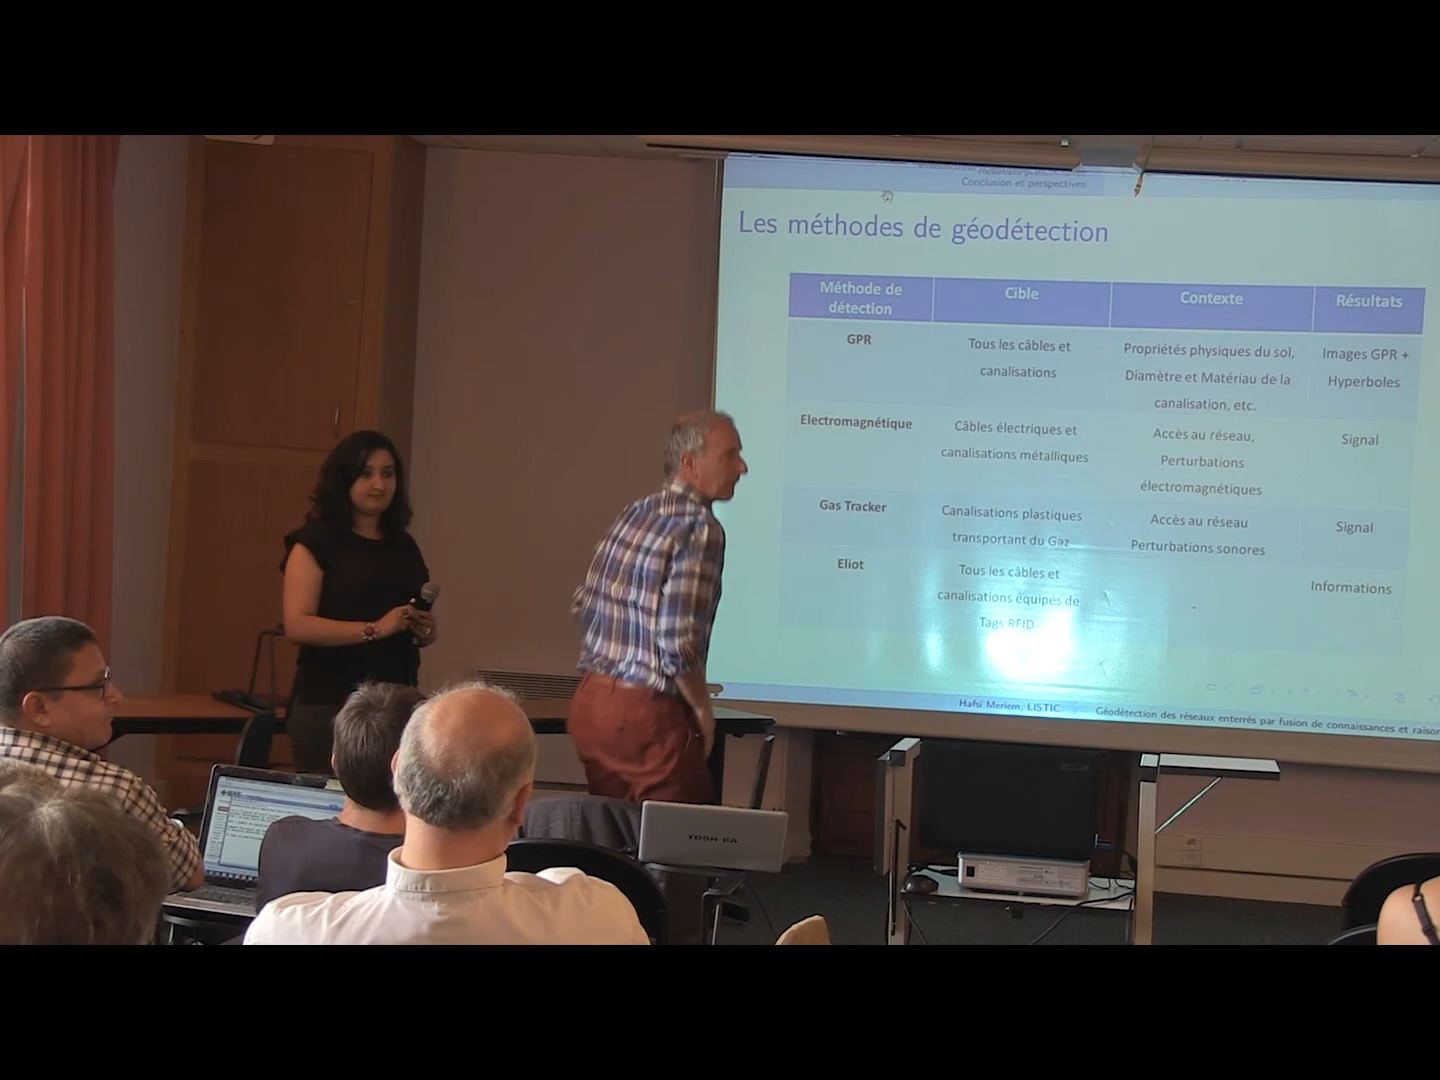 Conclusion et perspectives
Les méthodes de géodétection
Méthode de détection
Cible
Contexte
Résultats
GPR
Tous les câbles et
canalisations
Propriétés physiques du sol,
Diamètre et Matériau de la
canalisation, etc.
Images GPR +
Hyperboles
Electromagnétique
Câbles électriques et
canalisations métalliques
Accès au réseau,
Perturbations
électromagnétiques
Signal
Gas Tracker
Canalisations plastiques
transportant du Gaz
Accès au réseau
Perturbations sonores
Signal
Eliot
Tous les câbles et
canalisations équipés de
Tags RFID
Informations
Hafsi Meriem, LISTIC
Géodétection des réseaux enterrés par fusion de connaissances et raison
TOSHIBA